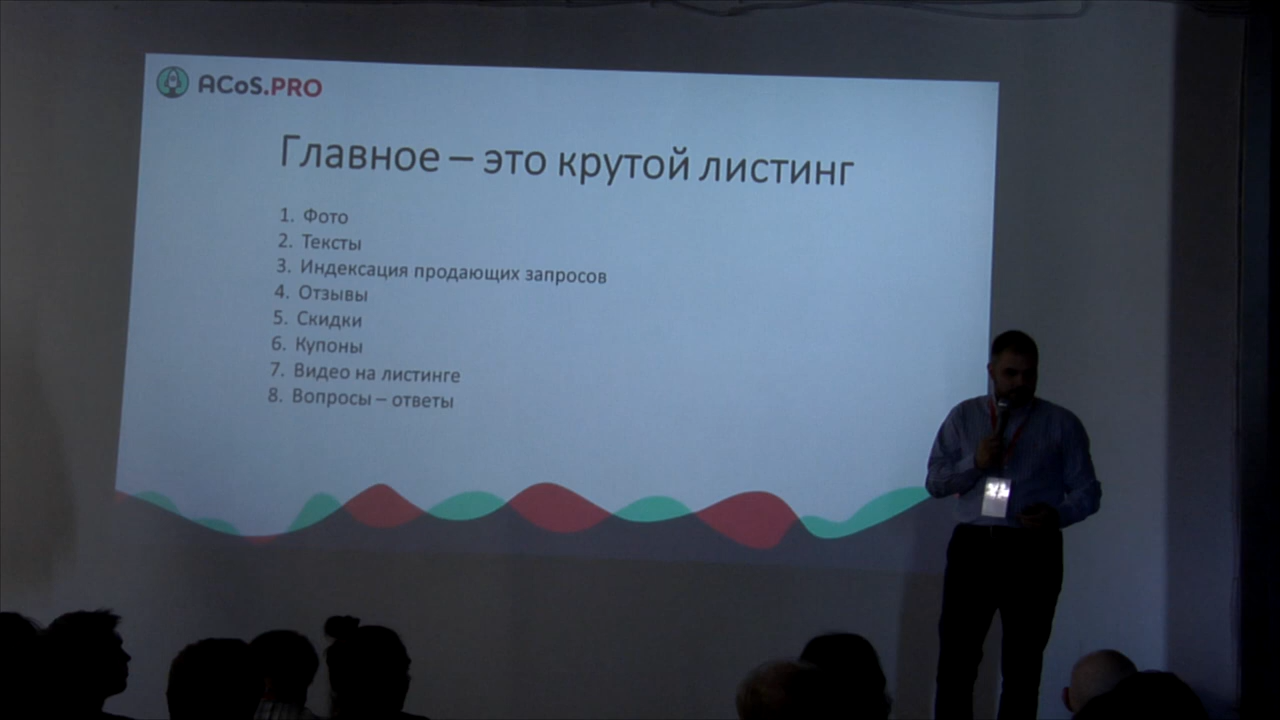 ACoS.PRO
Главное – это крутой листинг
1. Фото
2. Тексты
3. Индексация продающих запросов
4. Отзывы
5. Скидки
6. Купоны
7. Видео на листинге
8. Вопросы – ответы